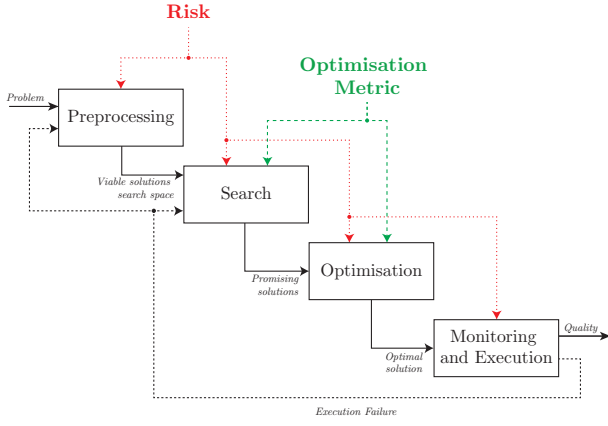 Risk
Optimisation
Metric
Problem
Preprocessing
Viable solutions
search space
Search
Promising
solutions
Optimisation
Optimal
solution
Monitoring
and Execution
Quality
Execution Failure